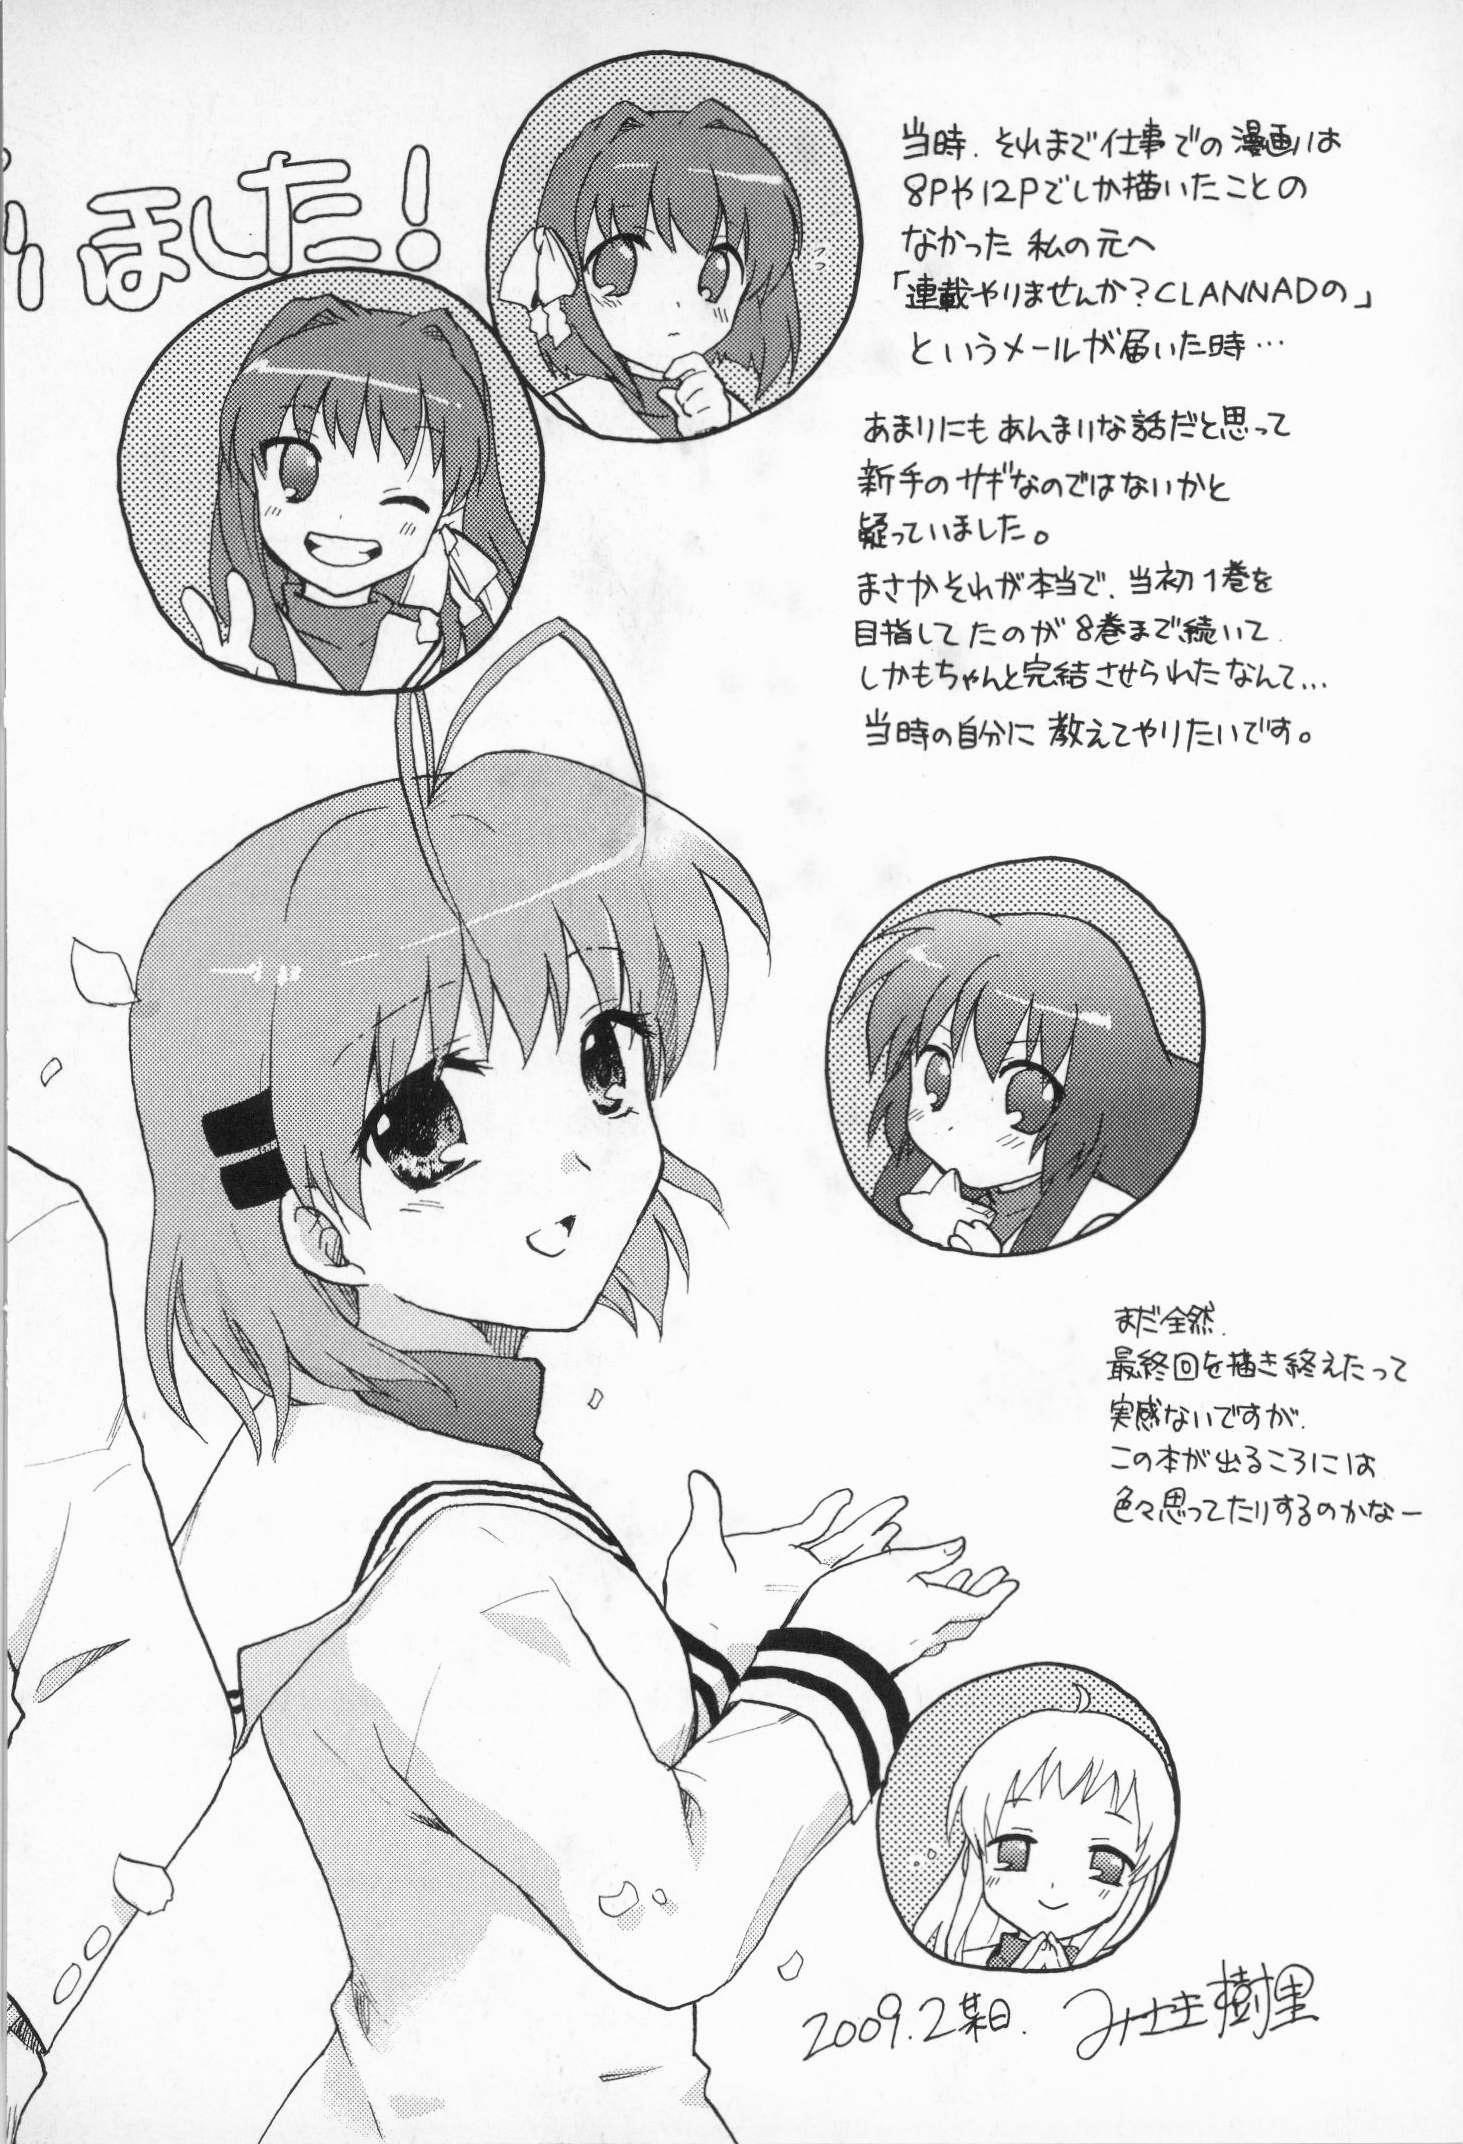 ました!
当時、それまで仕事での漫画は
8Pや12Pでしか描いたことの
なかった私の元へ
「連載やりませんか?CLANNADの」
というメールが届いた時…
あまりにもあんまりな話だと思って
新手のサギなのではないかと
疑っていました。
まさかそれが本当で、当初1巻を
目指してたのが8巻まで続いて
しかもちゃんと完結させられたなんて…
当時の自分に教えてやりたいです。
まだ全然、
最終回を描き終えたって
実感ないですが、
この本が出るころには
色々思ってたりするのかなー
2009.2某日. みさき樹里